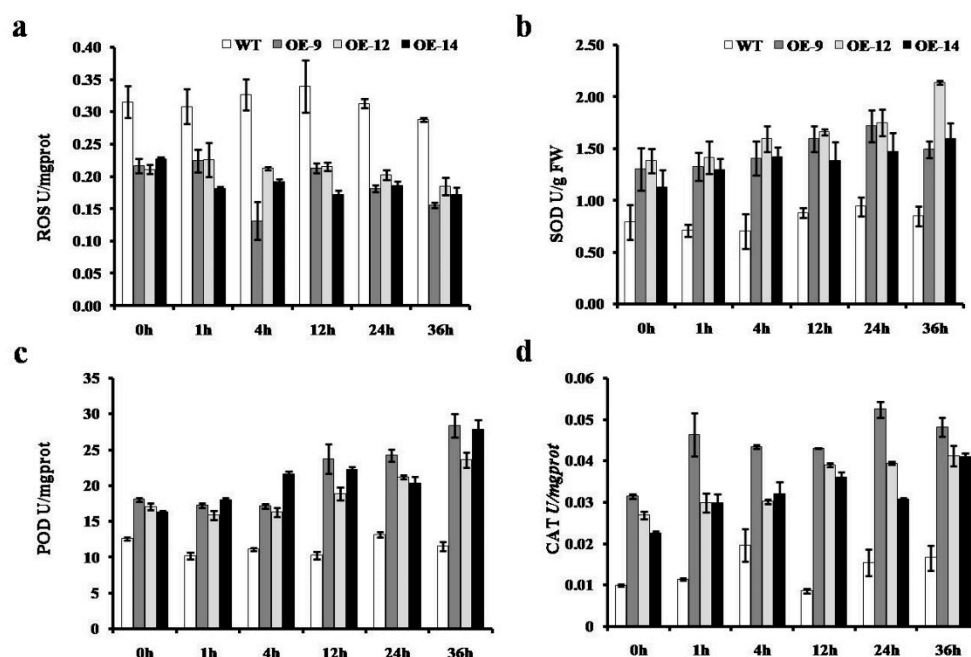 a
WT OE-9 OE-12 OE-14
ROS U/mgprot
0.40
0.35
0.30
0.25
0.20
0.15
0.10
0.05
0.00
0h 1h 4h 12h 24h 36h
b
WT OE-9 OE-12 OE-14
SOD U/g FW
2.50
2.00
1.50
1.00
0.50
0.00
0h 1h 4h 12h 24h 36h
c
POD U/mgprot
35
30
25
20
15
10
5
0
0h 1h 4h 12h 24h 36h
d
CAT U/mgprot
0.06
0.05
0.04
0.03
0.02
0.01
0
0h 1h 4h 12h 24h 36h